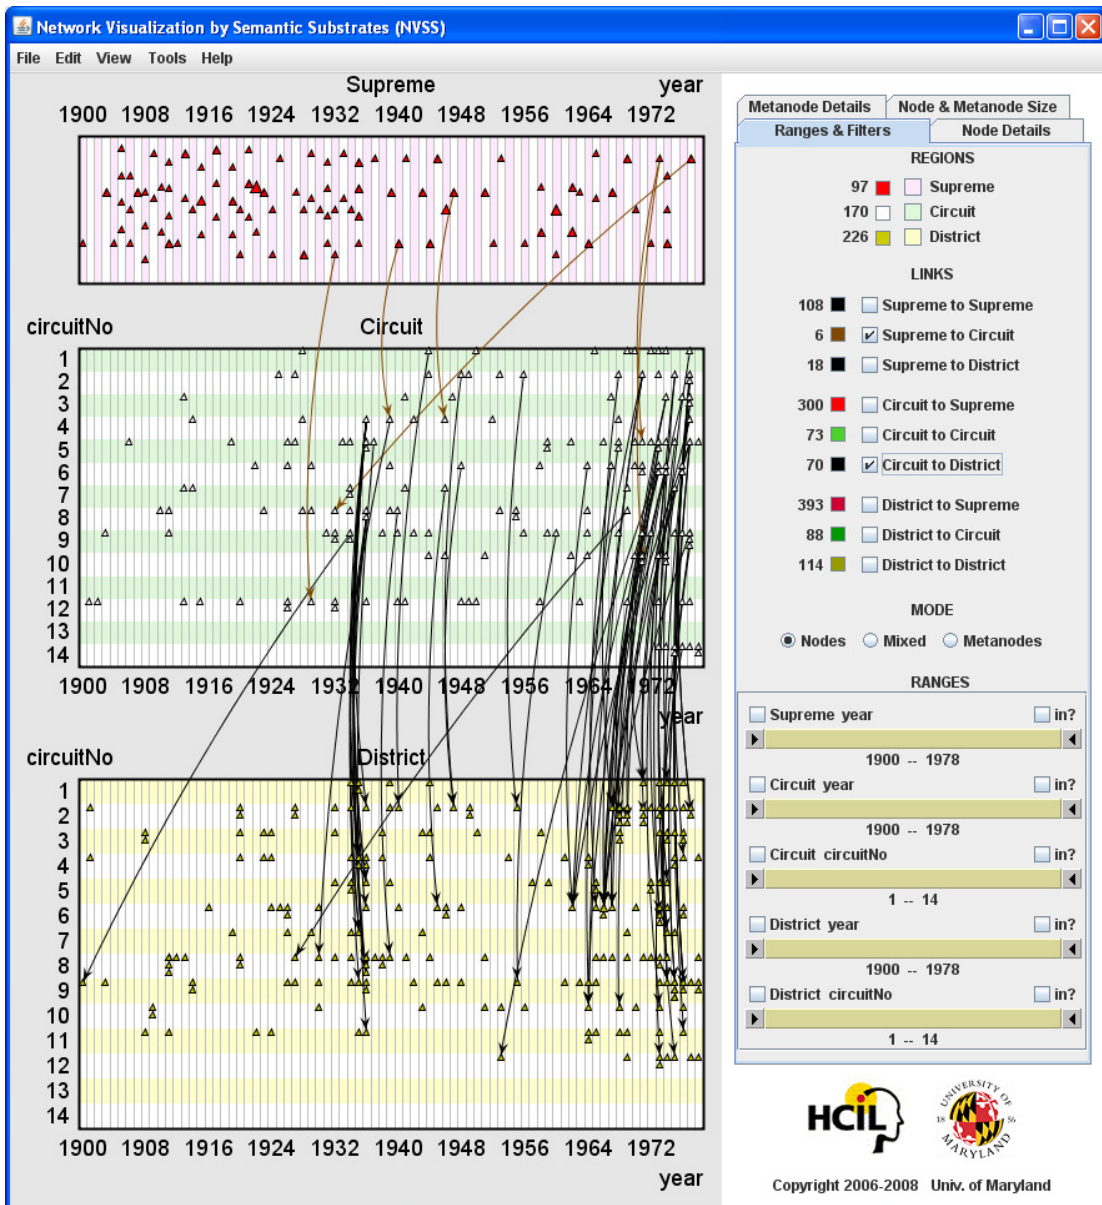 Network Visualization by Semantic Substrates (NVSS)
File Edit View Tools Help
Supreme year
1900 1908 1916 1924 1932 1940 1948 1956 1964 1972
circuitNo Circuit
1
2
3
4
5
6
7
8
9
10
11
12
13
14
1900 1908 1916 1924 1932 1940 1948 1956 1964 1972
year
circuitNo District
1
2
3
4
5
6
7
8
9
10
11
12
13
14
1900 1908 1916 1924 1932 1940 1948 1956 1964 1972
year
Metanode Details Node & Metanode Size
Ranges & Filters Node Details
REGIONS
97 Supreme
170 Circuit
226 District
LINKS
108 Supreme to Supreme
6 Supreme to Circuit
18 Supreme to District
300 Circuit to Supreme
73 Circuit to Circuit
70 Circuit to District
393 District to Supreme
88 District to Circuit
114 District to District
MODE
Nodes Mixed Metanodes
RANGES
Supreme year in?
1900 -- 1978
Circuit year in?
1900 -- 1978
Circuit circuitNo in?
1 -- 14
District year in?
1900 -- 1978
District circuitNo in?
1 -- 14
HCIL
UNIVERSITY OF
18 56
MARYLAND
Copyright 2006-2008 Univ. of Maryland